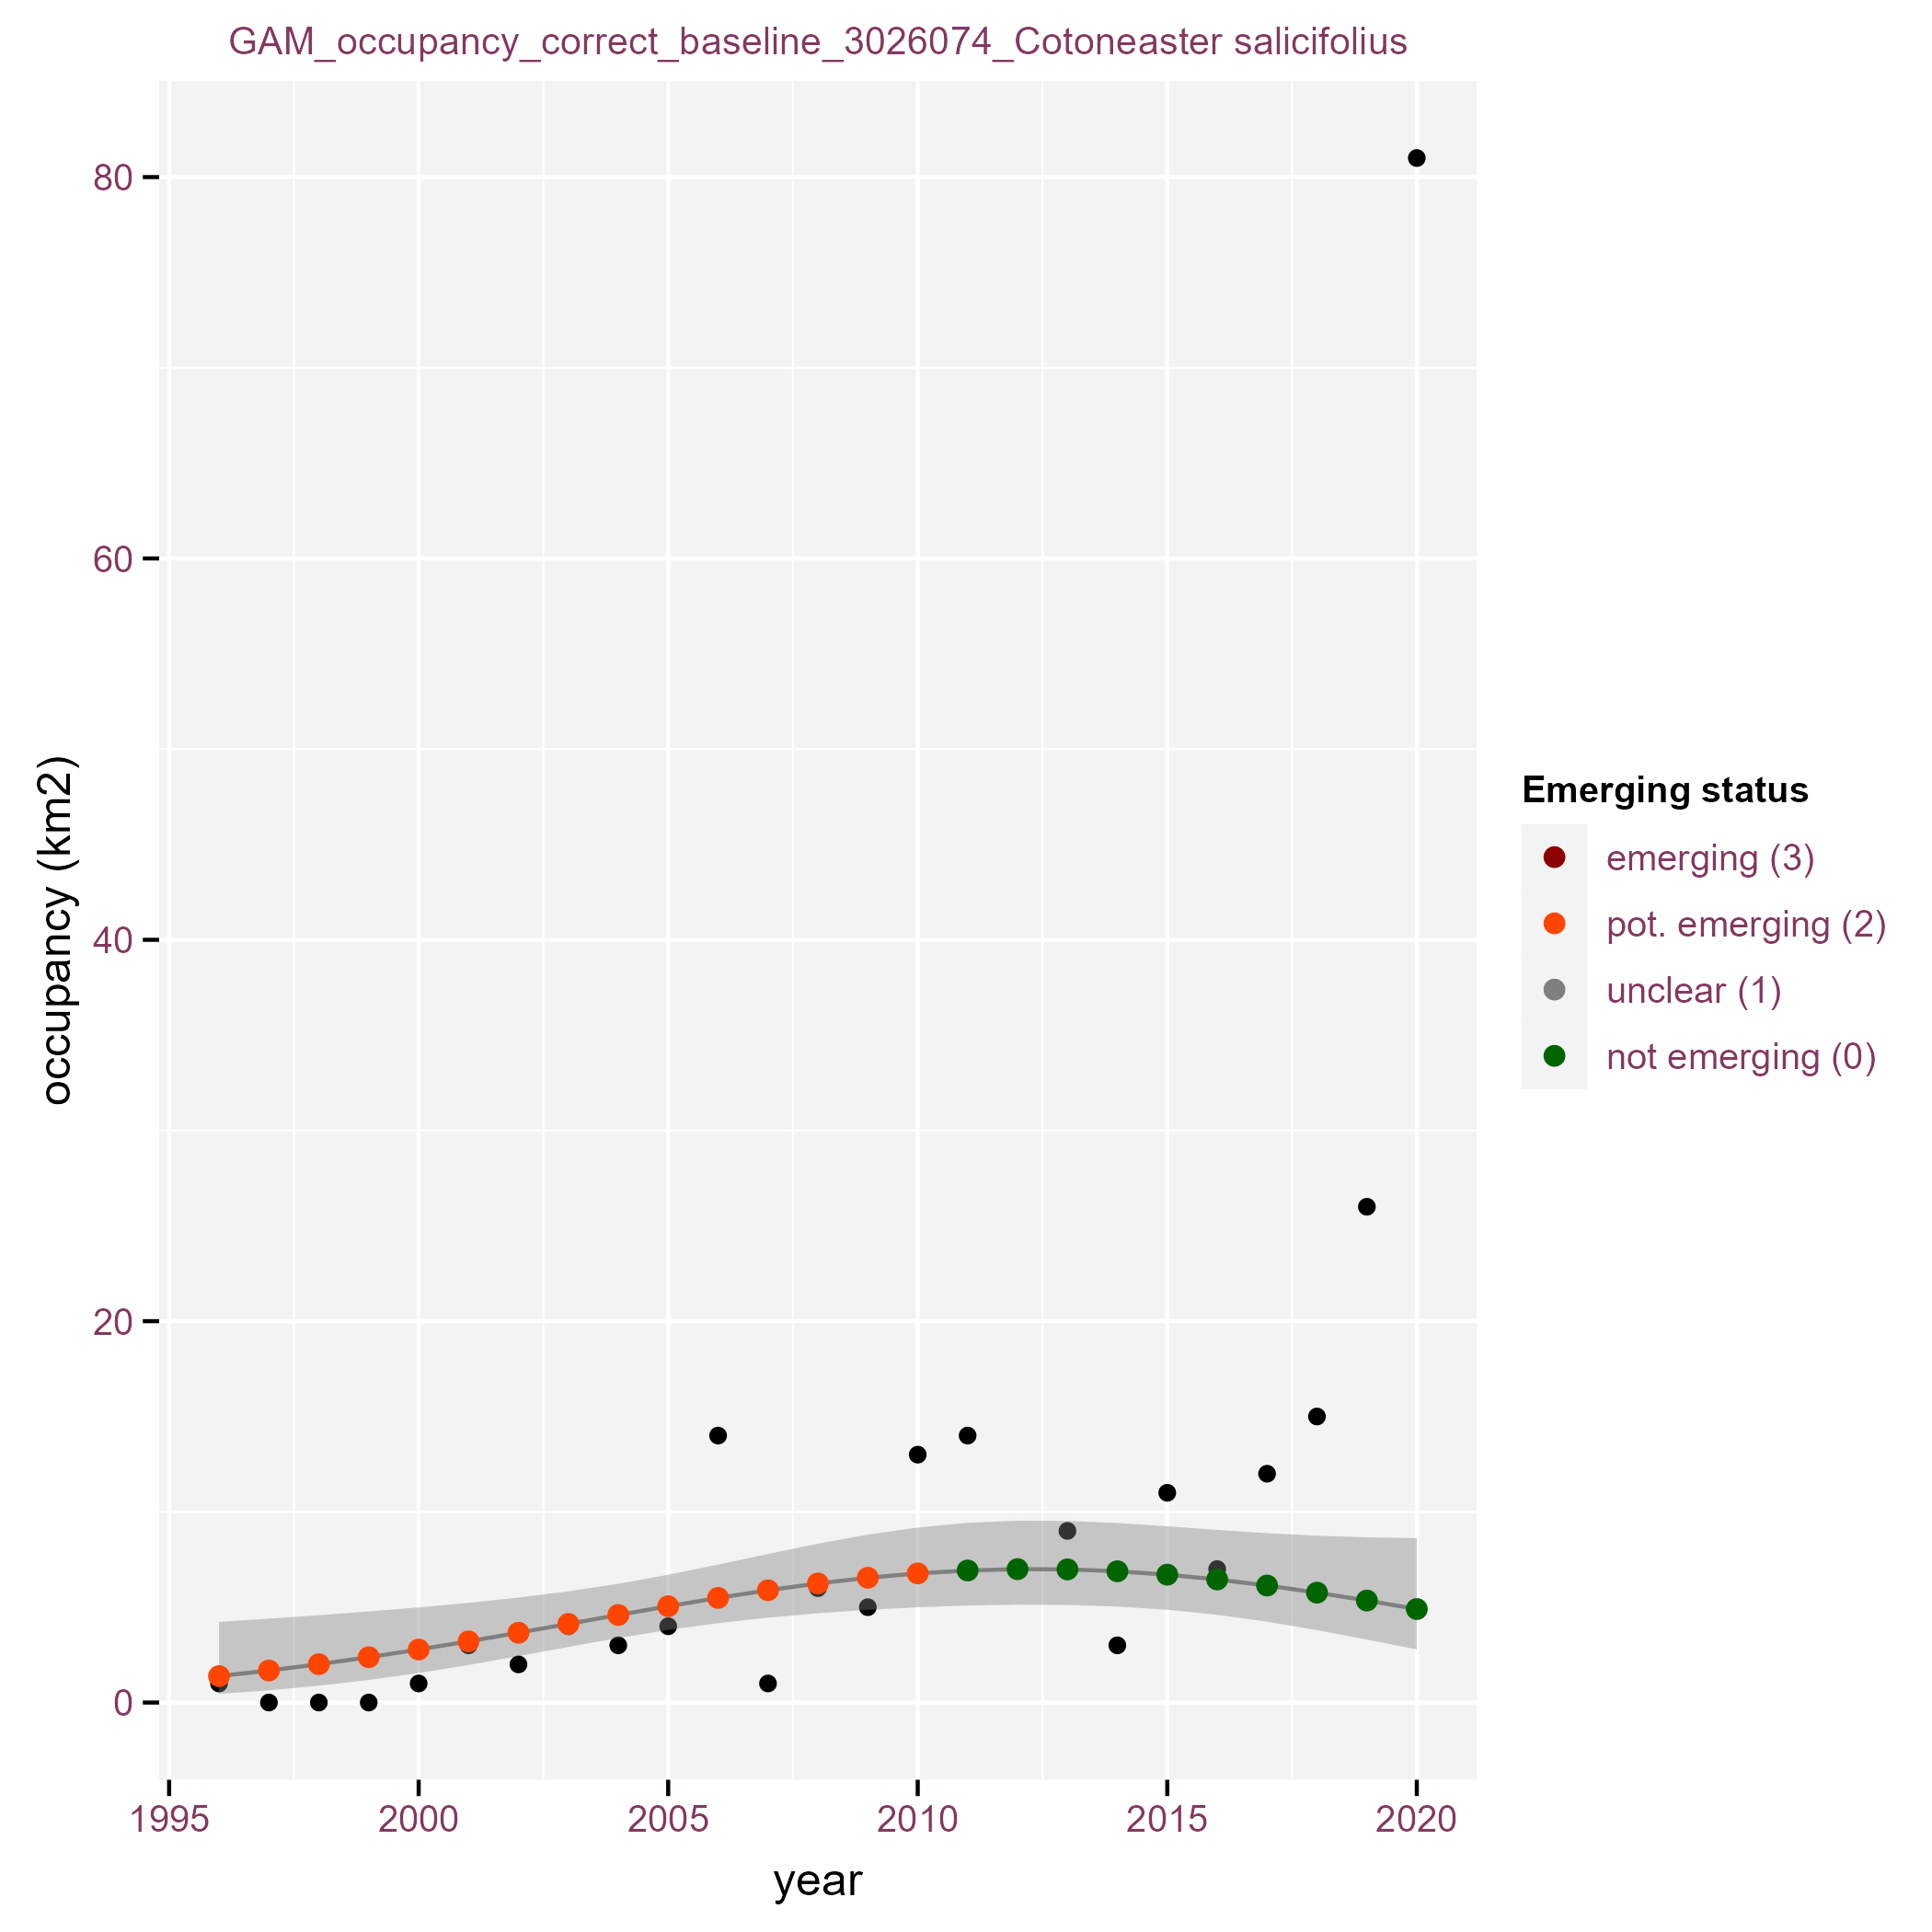 GAM_occupancy_correct_baseline_3026074_Cotoneaster salicifolius
80
60
40
20
0
occupancy (km2)
1995 2000 2005 2010 2015 2020
year
Emerging status
emerging (3)
pot. emerging (2)
unclear (1)
not emerging (0)